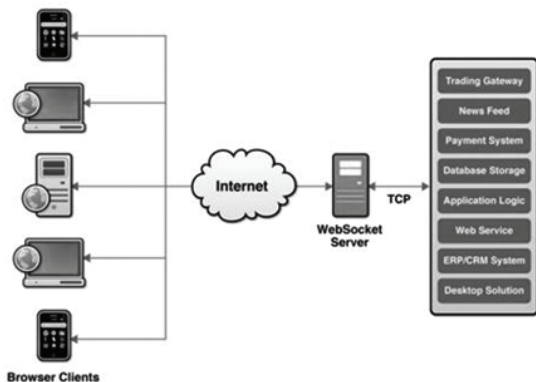 Trading Gateway
News Feed
Payment System
Database Storage
Application Logic
Web Service
ERP/CRM System
Desktop Solution
Internet
TCP
WebSocket
Server
Browser Clients